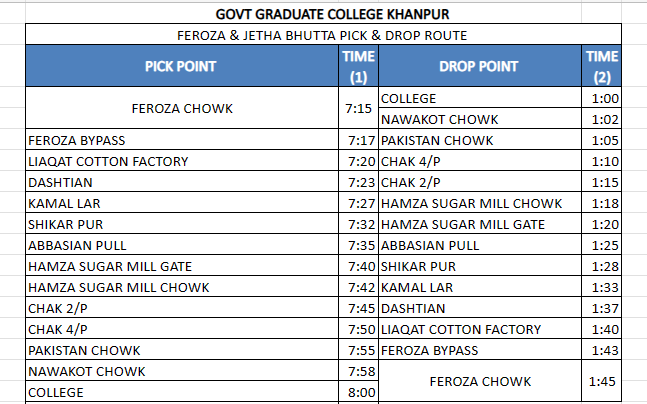 GOVT GRADUATE COLLEGE KHANPUR
FEROZA & JETHA BHUTTA PICK & DROP ROUTE
PICK POINT TIME (1) DROP POINT TIME (2)
FEROZA CHOWK 7:15 COLLEGE 1:00
NAWAKOT CHOWK 1:02
FEROZA BYPASS 7:17 PAKISTAN CHOWK 1:05
LIAQAT COTTON FACTORY 7:20 CHAK 4/P 1:10
DASHTIAN 7:23 CHAK 2/P 1:15
KAMAL LAR 7:27 HAMZA SUGAR MILL CHOWK 1:18
SHIKAR PUR 7:32 HAMZA SUGAR MILL GATE 1:20
ABBASIAN PULL 7:35 ABBASIAN PULL 1:25
HAMZA SUGAR MILL GATE 7:40 SHIKAR PUR 1:28
HAMZA SUGAR MILL CHOWK 7:42 KAMAL LAR 1:33
CHAK 2/P 7:45 DASHTIAN 1:37
CHAK 4/P 7:50 LIAQAT COTTON FACTORY 1:40
PAKISTAN CHOWK 7:55 FEROZA BYPASS 1:43
NAWAKOT CHOWK 7:58 FEROZA CHOWK 1:45
COLLEGE 8:00